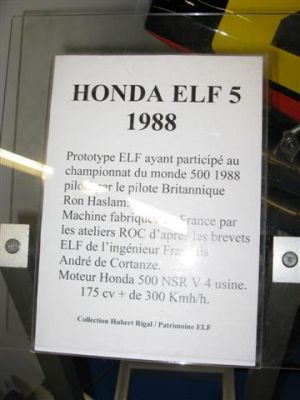 HONDA ELF 5
1988
Prototype ELF ayant participé au
championnat du monde 500 1988
par le pilote Britannique
Ron Haslam.
Machine fabriquée en France par
les ateliers ROC d'après les brevets
ELF de l'ingénieur Français
André de Cortanze.
Moteur Honda 500 NSR V 4 usine.
175 cv + de 300 Kmh/h.
Collection Hubert Rigal / Patrimoine ELF